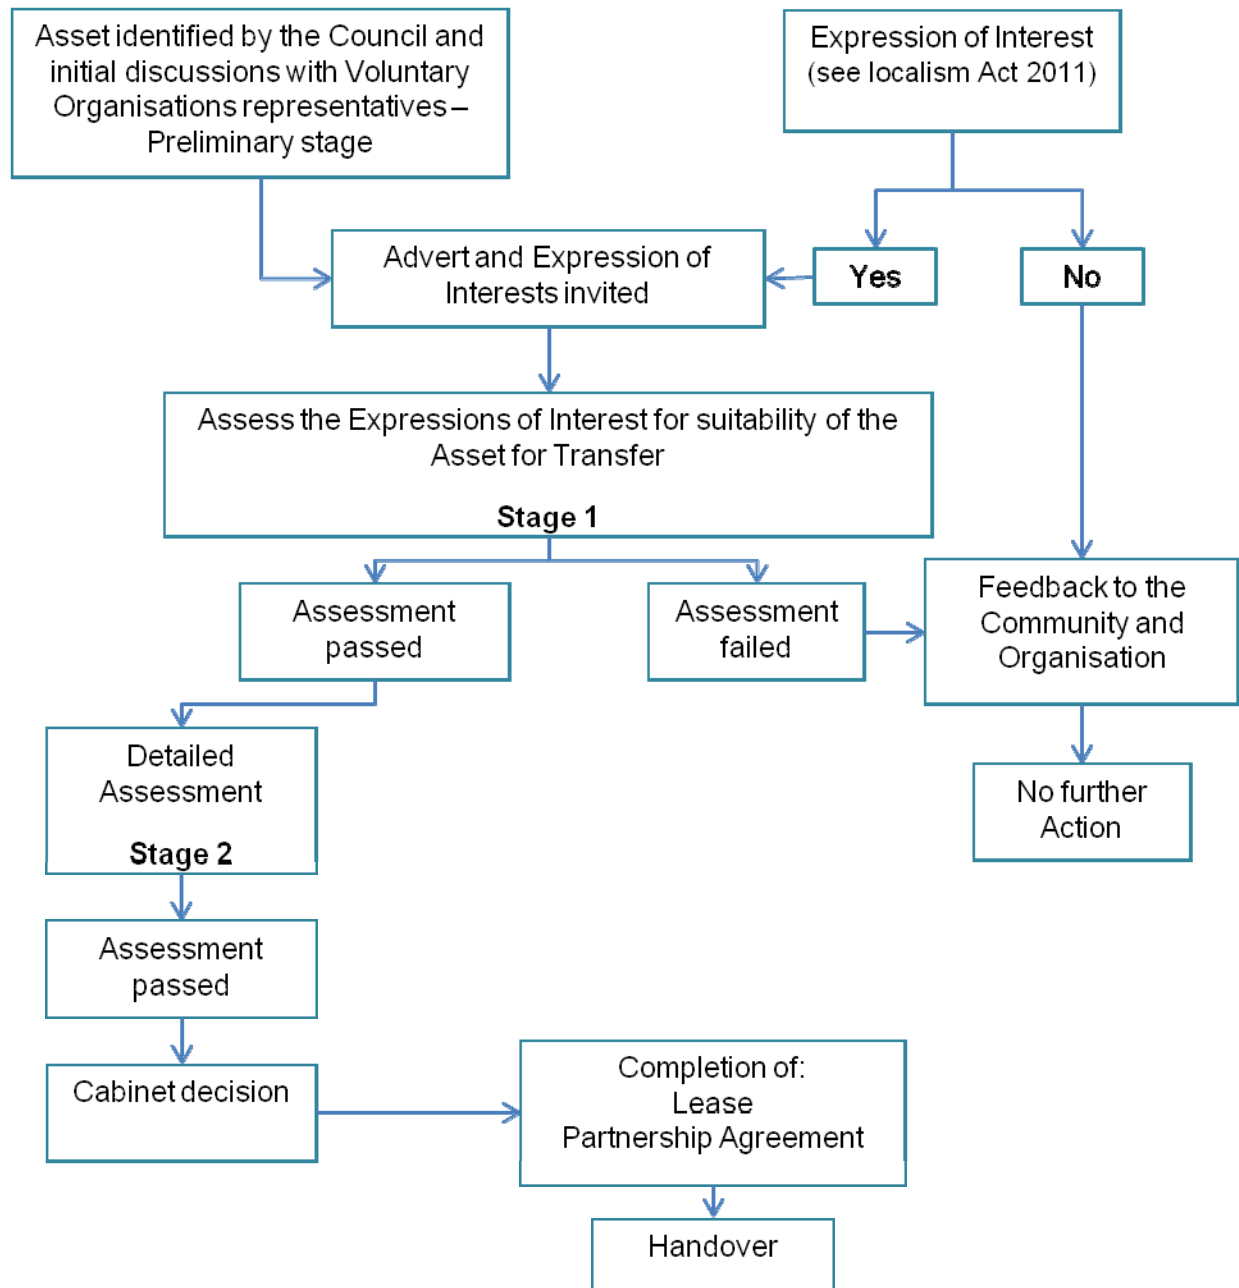 Asset identified by the Council and
initial discussions with Voluntary
Organisations representatives –
Preliminary stage
Expression of Interest
(see localism Act 2011)
Advert and Expression of
Interests invited
Yes
No
Assess the Expressions of Interest for suitability of the
Asset for Transfer
Stage 1
Assessment
passed
Assessment
failed
Feedback to the
Community and
Organisation
Detailed
Assessment
Stage 2
No further
Action
Assessment
passed
Cabinet decision
Completion of:
Lease
Partnership Agreement
Handover